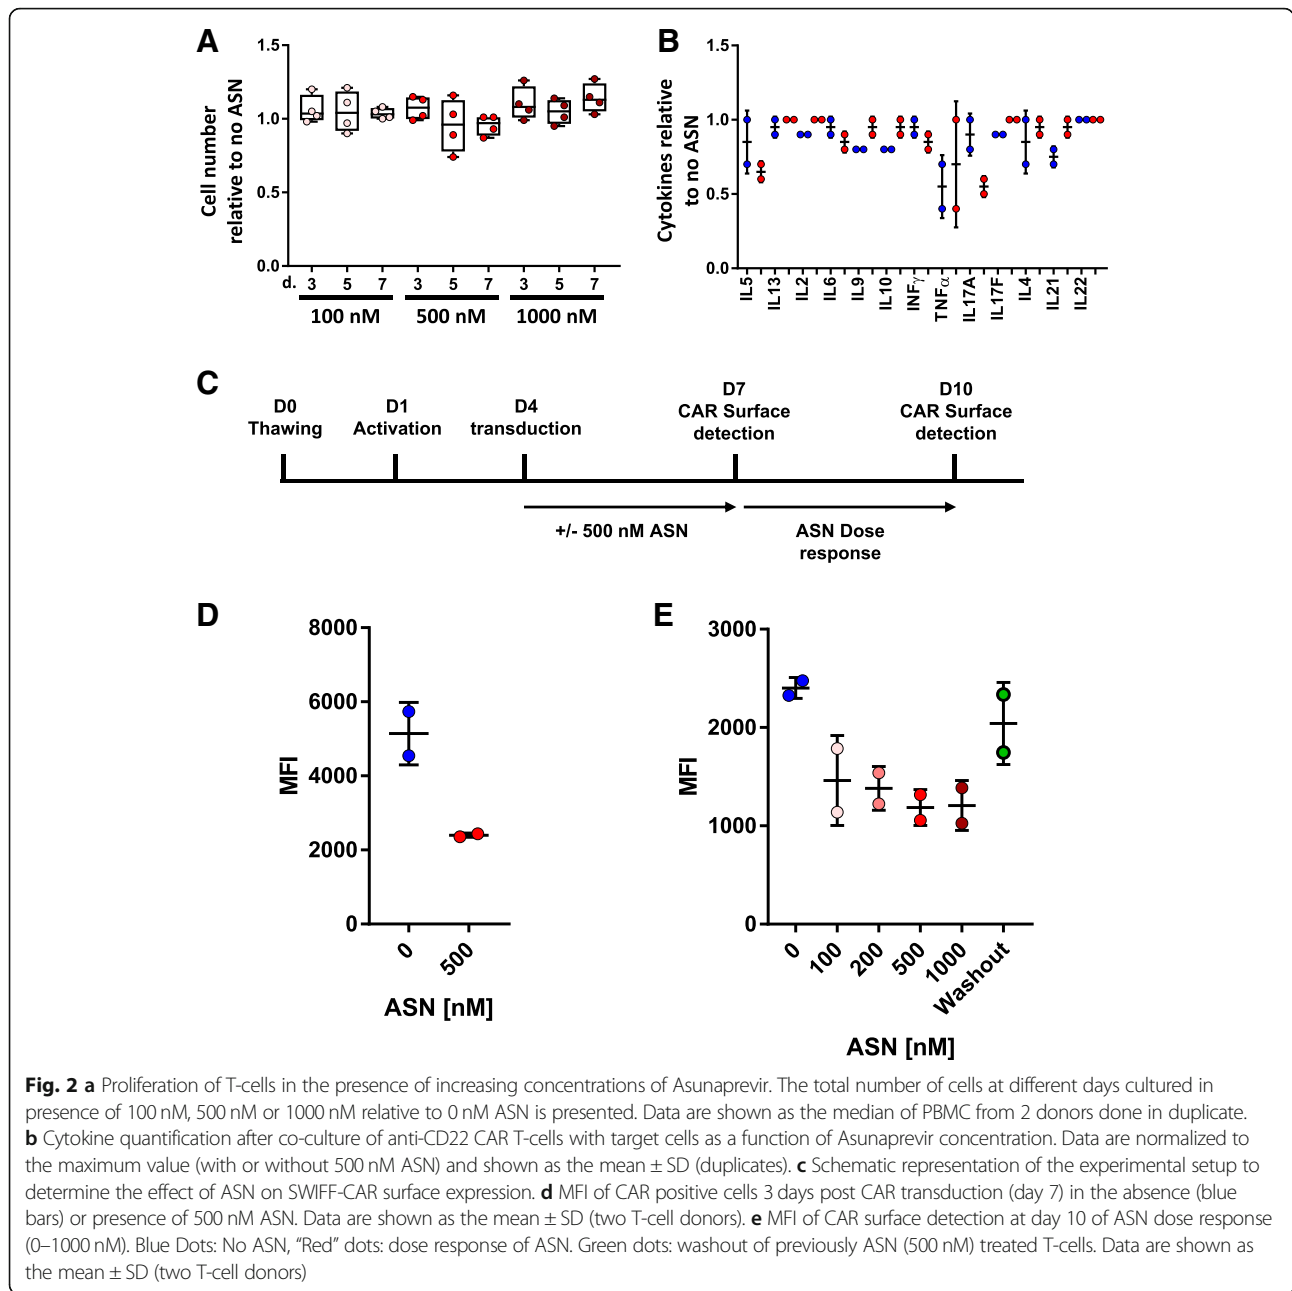 A
Cell number
relative to no ASN
1.5
1.0
0.5
0.0
d. 3 5 7 3 5 7 3 5 7
100 nM 500 nM 1000 nM
B
Cytokines relative
to no ASN
1.5
1.0
0.5
0.0
IL5 IL13 IL2 IL6 IL9 IL10 INFγ TNFα IL17A IL17F IL4 IL21 IL22
C
D0
Thawing
D1
Activation
D4
transduction
D7
CAR Surface
detection
D10
CAR Surface
detection
+/- 500 nM ASN
ASN Dose
response
D
MFI
8000
6000
4000
2000
0
0 500
ASN [nM]
E
MFI
3000
2000
1000
0
0 100 200 500 1000 Washout
ASN [nM]
Fig. 2 a Proliferation of T-cells in the presence of increasing concentrations of Asunaprevir. The total number of cells at different days cultured in
presence of 100 nM, 500 nM or 1000 nM relative to 0 nM ASN is presented. Data are shown as the median of PBMC from 2 donors done in duplicate.
b Cytokine quantification after co-culture of anti-CD22 CAR T-cells with target cells as a function of Asunaprevir concentration. Data are normalized to
the maximum value (with or without 500 nM ASN) and shown as the mean ± SD (duplicates). c Schematic representation of the experimental setup to
determine the effect of ASN on SWIFF-CAR surface expression. d MFI of CAR positive cells 3 days post CAR transduction (day 7) in the absence (blue
bars) or presence of 500 nM ASN. Data are shown as the mean ± SD (two T-cell donors). e MFI of CAR surface detection at day 10 of ASN dose response
(0–1000 nM). Blue Dots: No ASN, “Red” dots: dose response of ASN. Green dots: washout of previously ASN (500 nM) treated T-cells. Data are shown as
the mean ± SD (two T-cell donors)